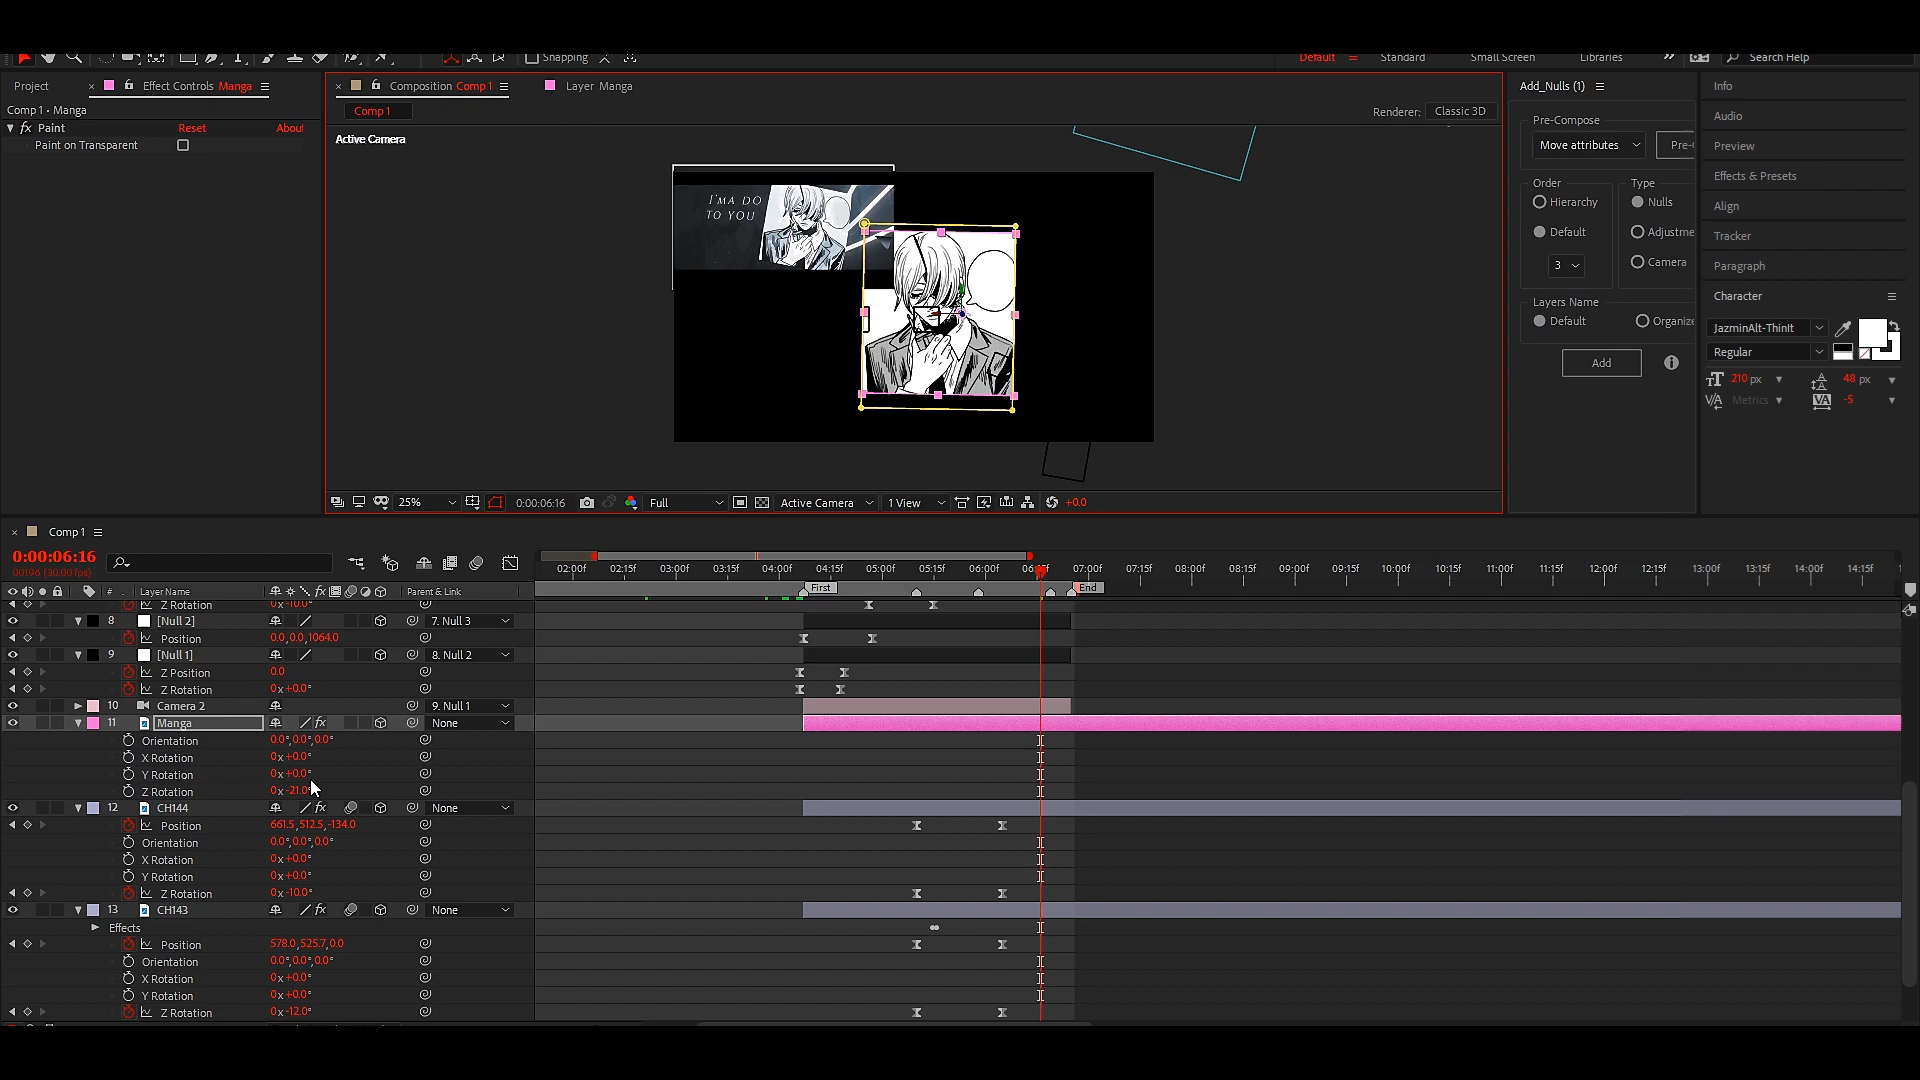 Snapping
Default
Standard
Small Screen
Libraries
»
Search Help
Project
Effect Controls Manga
Composition Comp 1
Layer Manga
Add_Nulls (1)
Info
Comp 1 • Manga
Comp 1
Renderer:
Classic 3D
Pre-Compose
Audio
fx Paint
Reset
Abou
Paint on Transparent
Active Camera
Move attributes
Pre-
Preview
Effects & Presets
Order
Type
Hierarchy
Nulls
Align
I'MA DO
TO YOU
Default
Adjustme
Tracker
3
Camera
Paragraph
Layers Name
Character
Default
Organize
JazminAlt-ThinIt
Regular
Add
210 px
48 px
Metrics
-5
25%
0:00:06:16
Full
Active Camera
1 View
+0.0
Comp 1
0:00:06:16
00196 (30.00 fps)
02:00f
02:15f
03:00f
03:15f
04:00f
04:15f
05:00f
05:15f
06:00f
07:00f
07:15f
08:00f
08:15f
09:00f
09:15f
10:00f
10:15f
11:00f
11:15f
12:00f
12:15f
13:00f
13:15f
14:00f
14:15f
#
Layer Name
fx
Parent & Link
First
End
Z Rotation
0x-10.0°
8
[Null 2]
7. Null 3
Position
0.0,0.0,1064.0
9
[Null 1]
8. Null 2
Z Position
0.0
Z Rotation
0x+0.0°
10
Camera 2
9. Null 1
11
Manga
fx
None
Orientation
0.0°,0.0°,0.0°
X Rotation
0x+0.0°
Y Rotation
0x+0.0°
Z Rotation
0x-21.0°
12
CH144
fx
None
Position
661.5,512.5,-134.0
Orientation
0.0°,0.0°,0.0°
X Rotation
0x+0.0°
Y Rotation
0x+0.0°
Z Rotation
0x-10.0°
13
CH143
fx
None
Effects
Position
578.0,525.7,0.0
Orientation
0.0°,0.0°,0.0°
X Rotation
0x+0.0°
Y Rotation
0x+0.0°
Z Rotation
0x-12.0°